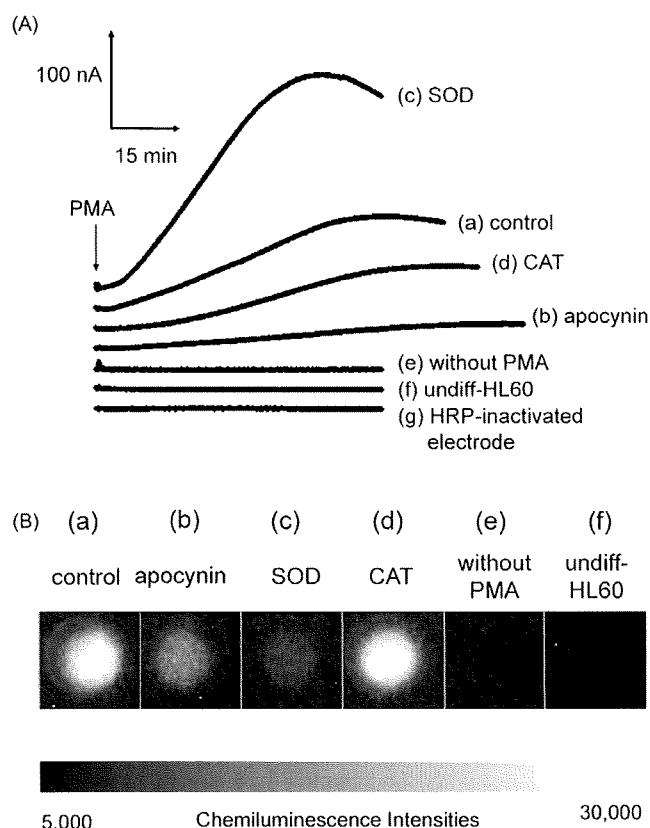 (A)
100 nA
15 min
PMA
(c) SOD
(a) control
(d) CAT
(b) apocynin
(e) without PMA
(f) undiff-HL60
(g) HRP-inactivated
electrode
(B) (a) (b) (c) (d) (e) (f)
control apocynin SOD CAT without PMA undiff-HL60
5,000 Chemiluminescence Intensities 30,000